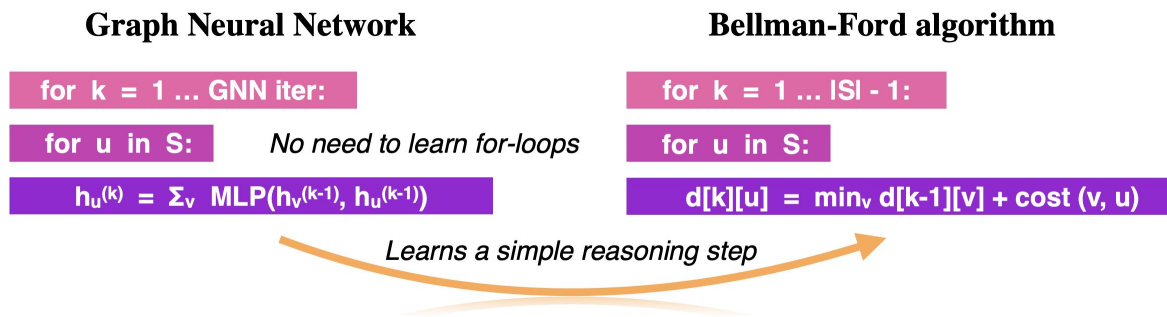 Graph Neural Network
for k = 1 ... GNN iter:
for u in S:
hᵤ⁽ᵏ⁾ = Σᵥ MLP(hᵥ⁽ᵏ⁻¹⁾, hᵤ⁽ᵏ⁻¹⁾)
No need to learn for-loops
Bellman-Ford algorithm
for k = 1 ... |S| - 1:
for u in S:
d[k][u] = minᵥ d[k-1][v] + cost (v, u)
Learns a simple reasoning step